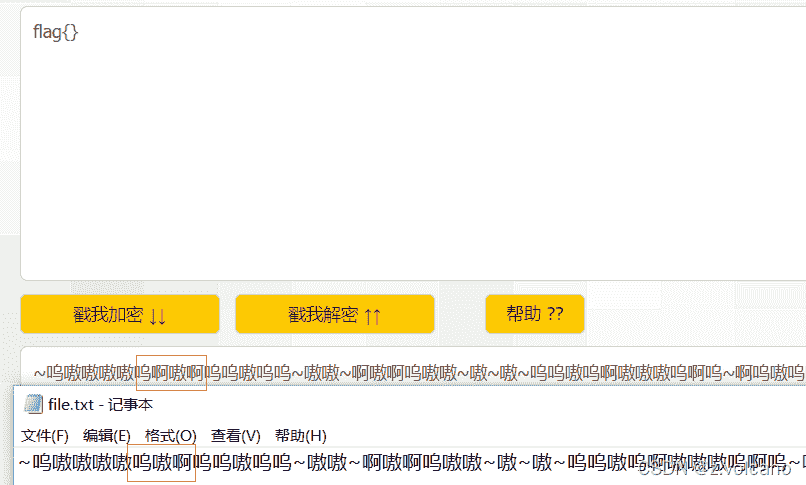 flag{}
戳我加密 ↓↓ 戳我解密 ↑↑ 帮助 ??
~呜嗷嗷嗷嗷呜啊嗷啊呜呜嗷呜呜~嗷嗷~啊嗷啊呜嗷嗷~嗷~嗷~呜呜嗷呜啊嗷嗷嗷呜啊呜~啊呜嗷呜
file.txt - 记事本
文件(F) 编辑(E) 格式(O) 查看(V) 帮助(H)
~呜嗷嗷嗷嗷呜嗷啊呜呜嗷呜呜~嗷嗷~啊嗷啊呜嗷嗷~嗷~嗷~呜呜嗷呜啊嗷嗷嗷呜啊呜~
CSDN @z.volcano